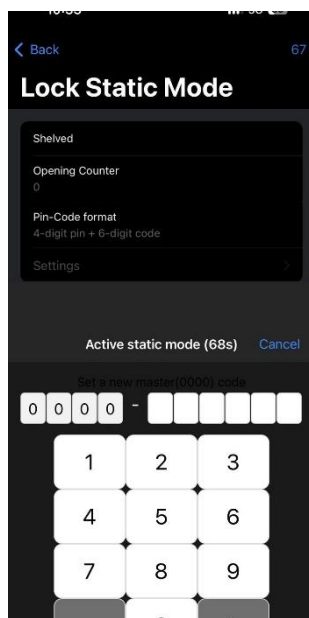 Back
67
Lock Static Mode
Shelved
Opening Counter
0
Pin-Code format
4-digit pin + 6-digit code
Settings
Active static mode (68s)
Cancel
Set a new master(0000) code
0 0 0 0 -
1 2 3
4 5 6
7 8 9